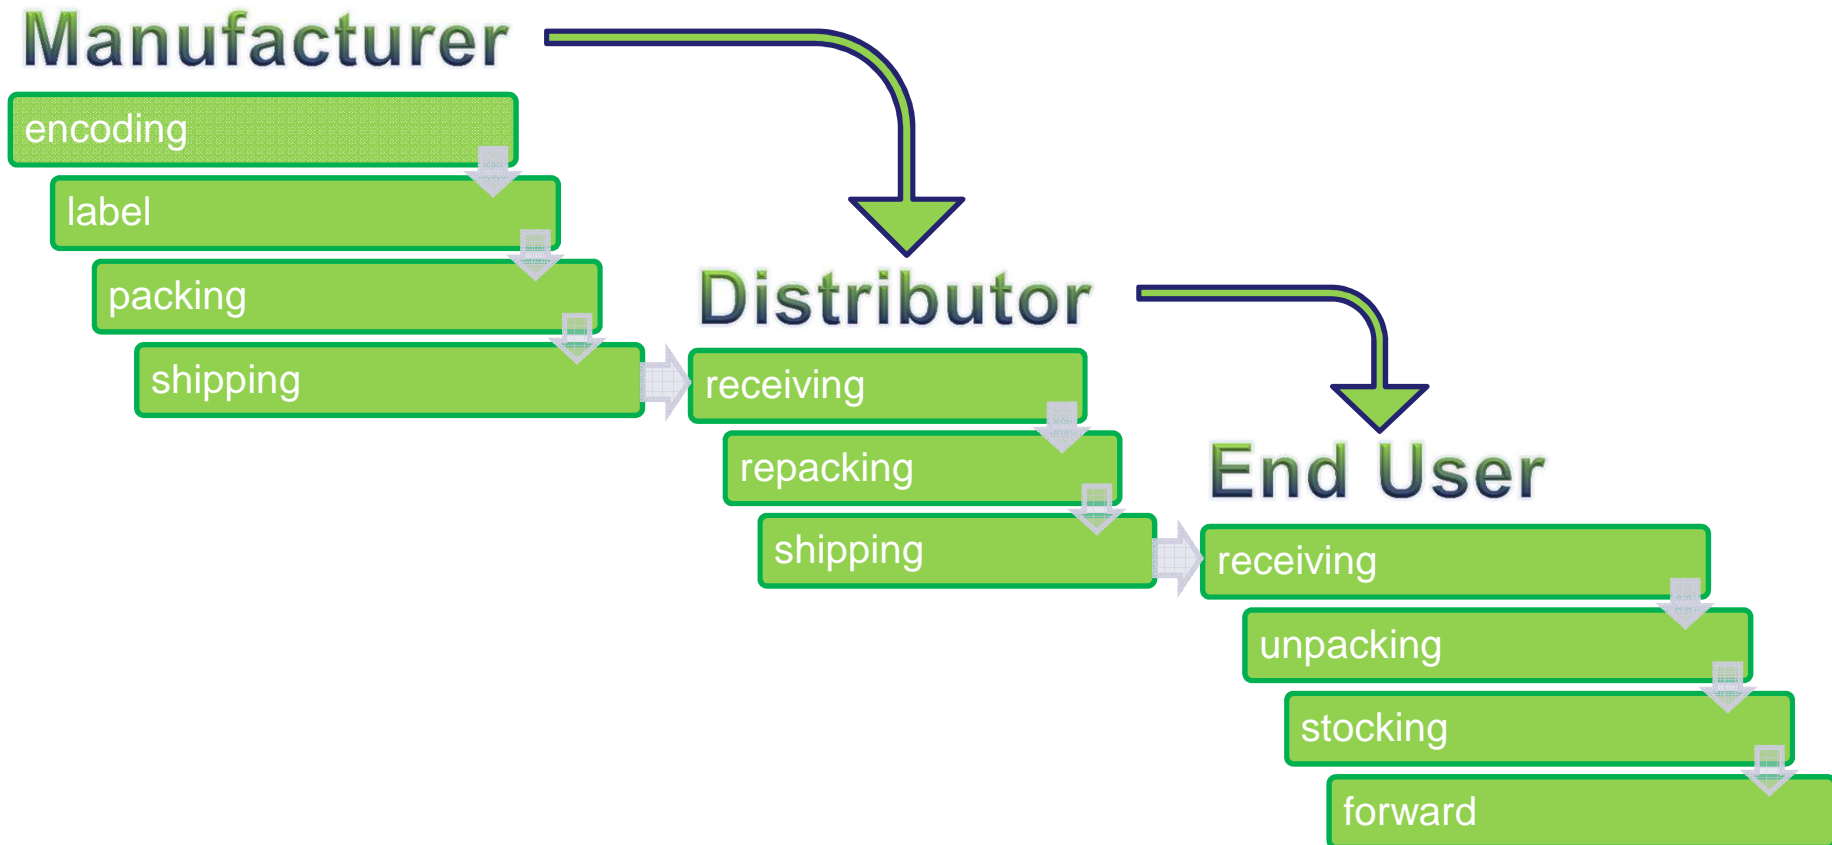 Manufacturer
encoding
label
packing
shipping
Distributor
receiving
repacking
shipping
End User
receiving
unpacking
stocking
forward